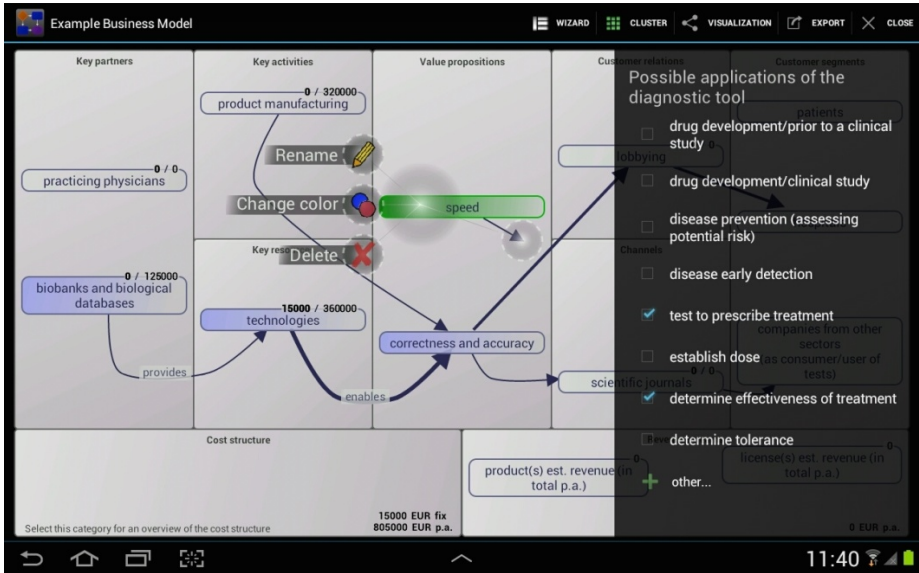 Example Business Model
WIZARD
CLUSTER
VISUALIZATION
EXPORT
CLOSE
Key partners
0 / 0
practicing physicians
0 / 125000
biobanks and biological
databases
provides
Key activities
0 / 320000
product manufacturing
Rename
Change color
Delete
Key reso
15000 / 360000
technologies
enables
Value propositions
speed
correctness and accuracy
Customer relations
lobbying
0
Channels
0 / 0
scientific journals
Customer segments
patients
companies from other
sectors
(as consumer/user of
tests)
Possible applications of the
diagnostic tool
drug development/prior to a clinical
study
drug development/clinical study
disease prevention (assessing
potential risk)
disease early detection
test to prescribe treatment
establish dose
determine effectiveness of treatment
determine tolerance
other...
Cost structure
Select this category for an overview of the cost structure
15000 EUR fix
805000 EUR p.a.
0
product(s) est. revenue (in
total p.a.)
0
license(s) est. revenue (in
total p.a.)
0 EUR p.a.
11:40